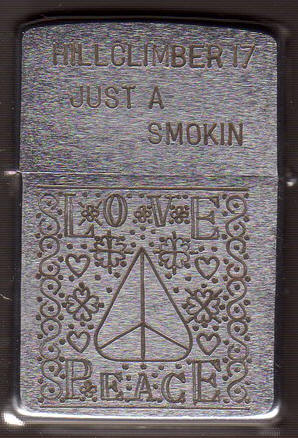 HILLCLIMBER 17
JUST A
SMOKIN
LOVE
PEACE